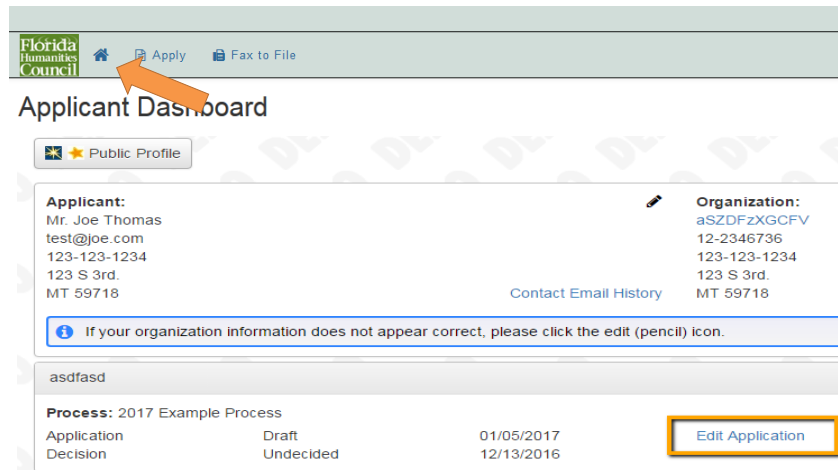 Florida
Humanities
Council
Apply
Fax to File
Applicant Dashboard
Public Profile
Applicant:
Mr. Joe Thomas
test@joe.com
123-123-1234
123 S 3rd.
MT 59718
Contact Email History
Organization:
aSZDFzXGCFV
12-2346736
123-123-1234
123 S 3rd.
MT 59718
If your organization information does not appear correct, please click the edit (pencil) icon.
asdfasd
Process: 2017 Example Process
Application Draft 01/05/2017 Edit Application
Decision Undecided 12/13/2016